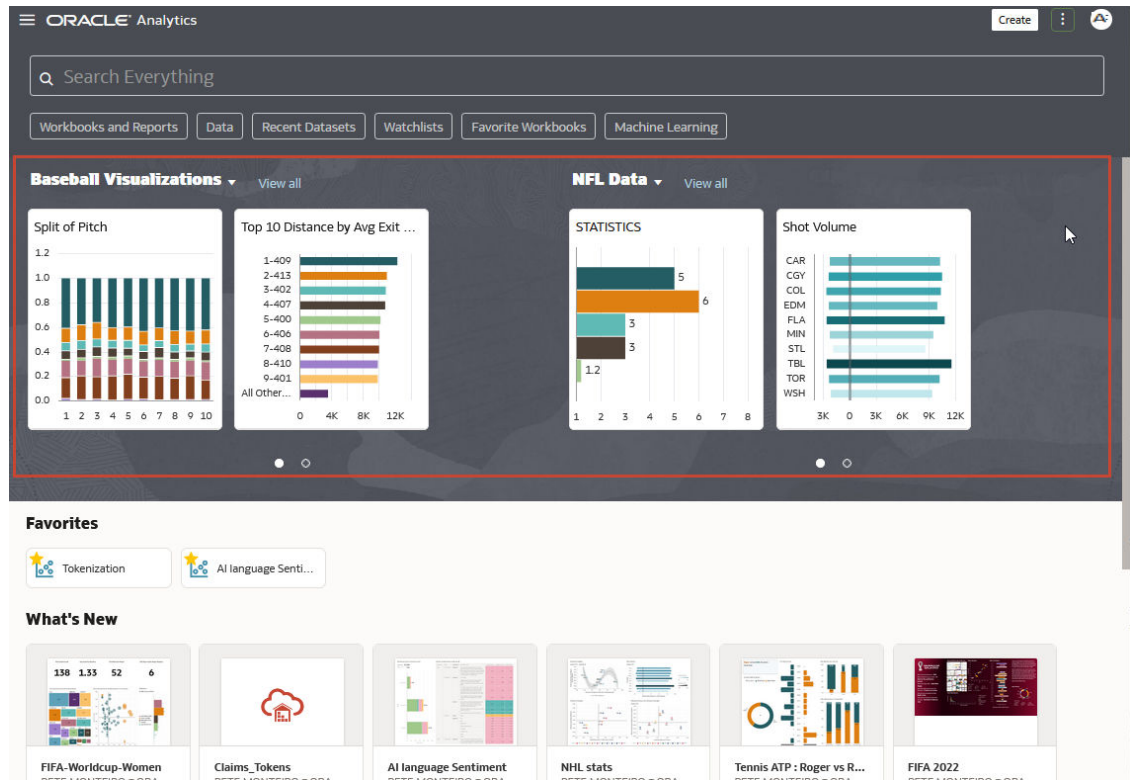 ORACLE Analytics
Create
Search Everything
Workbooks and Reports Data Recent Datasets Watchlists Favorite Workbooks Machine Learning
Baseball Visualizations View all
NFL Data View all
Split of Pitch
1.2
1.0
0.8
0.6
0.4
0.2
0.0
1 2 3 4 5 6 7 8 9 10
Top 10 Distance by Avg Exit ...
1-409
2-413
3-402
4-407
5-400
6-406
7-408
8-410
9-401
All Other...
0 4K 8K 12K
STATISTICS
5
6
3
3
1.2
1 2 3 4 5 6 7 8
Shot Volume
CAR
CGY
COL
EDM
FLA
MIN
STL
TBL
TOR
WSH
3K 0 3K 6K 9K 12K
Favorites
Tokenization
AI language Senti...
What's New
138 1.33 52 6
FIFA-Worldcup-Women
Claims_Tokens
AI language Sentiment
NHL stats
Tennis ATP : Roger vs R...
FIFA 2022